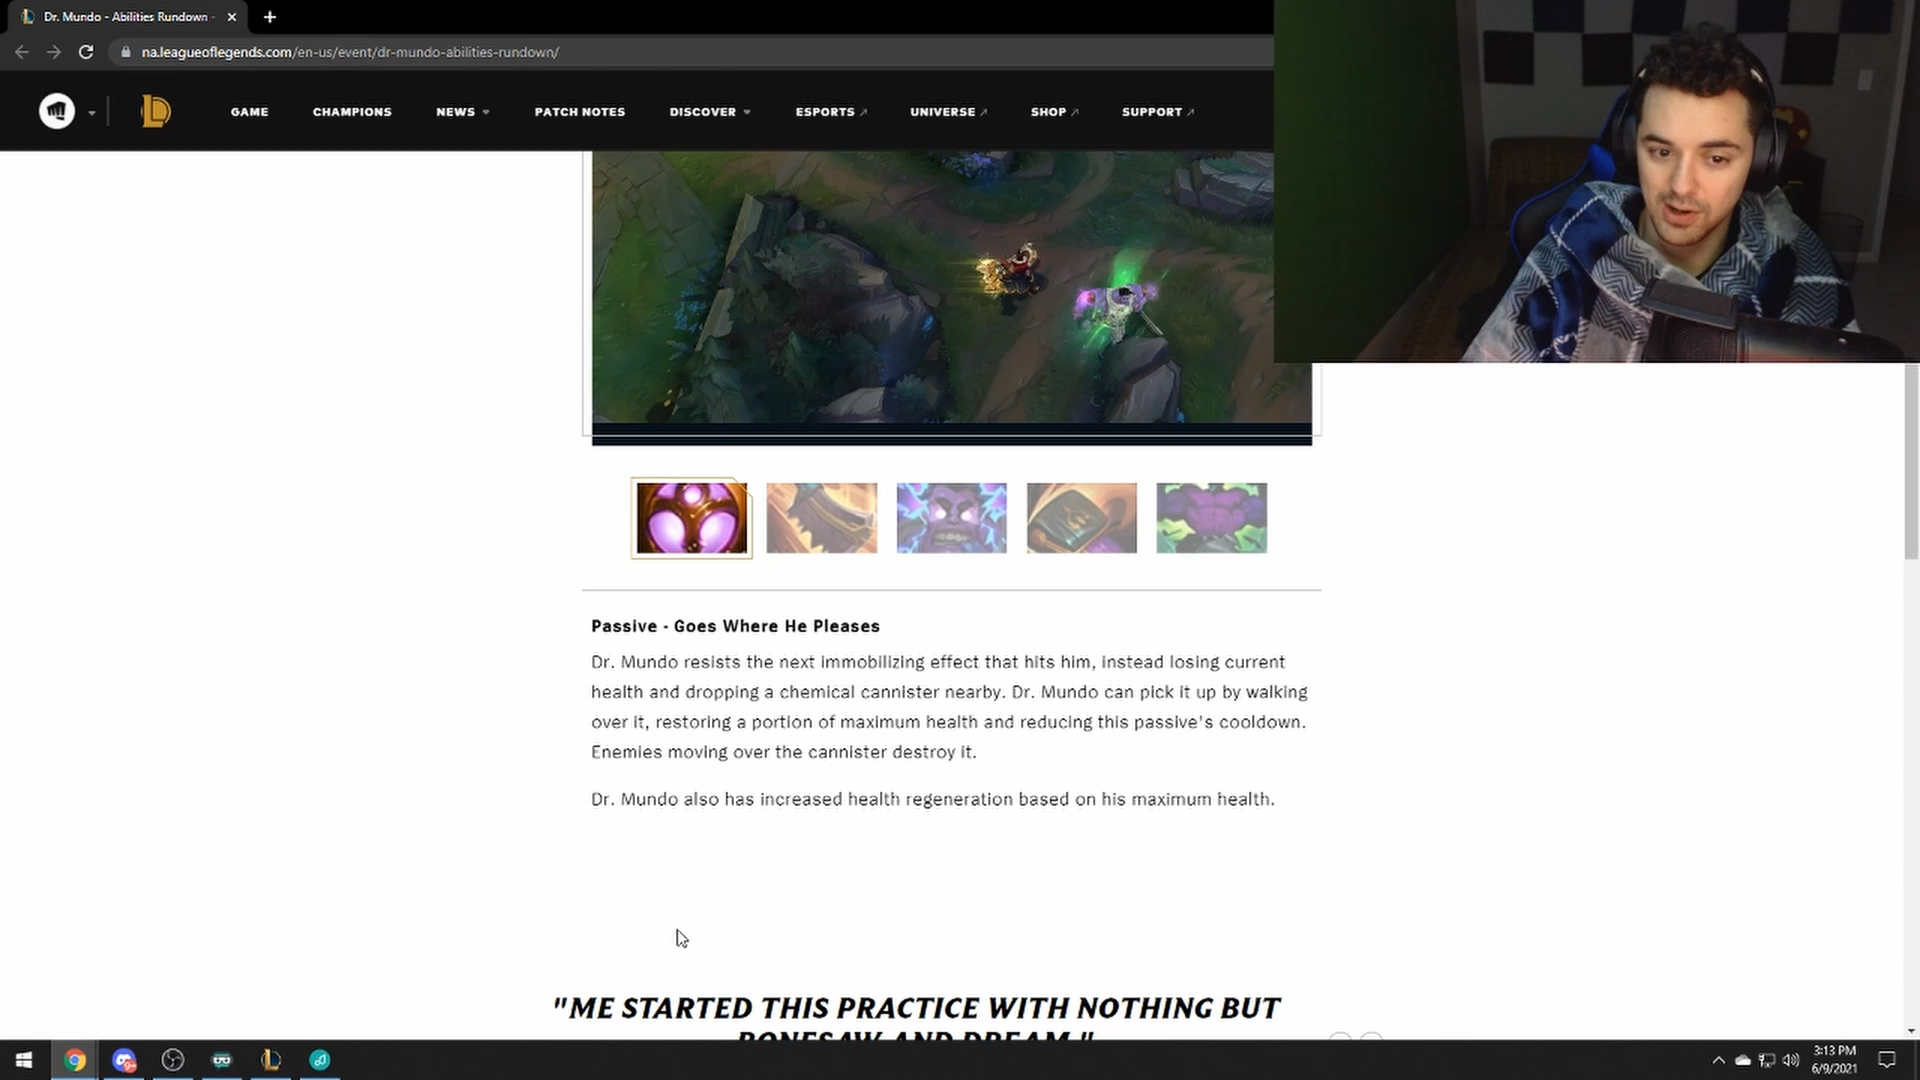 Dr. Mundo - Abilities Rundown -
na.leagueoflegends.com/en-us/event/dr-mundo-abilities-rundown/
GAME CHAMPIONS NEWS PATCH NOTES DISCOVER ESPORTS UNIVERSE SHOP SUPPORT
Passive - Goes Where He Pleases
Dr. Mundo resists the next immobilizing effect that hits him, instead losing current
health and dropping a chemical cannister nearby. Dr. Mundo can pick it up by walking
over it, restoring a portion of maximum health and reducing this passive's cooldown.
Enemies moving over the cannister destroy it.
Dr. Mundo also has increased health regeneration based on his maximum health.
"ME STARTED THIS PRACTICE WITH NOTHING BUT
BONESAW AND DREAM."
3:13 PM
6/9/2021